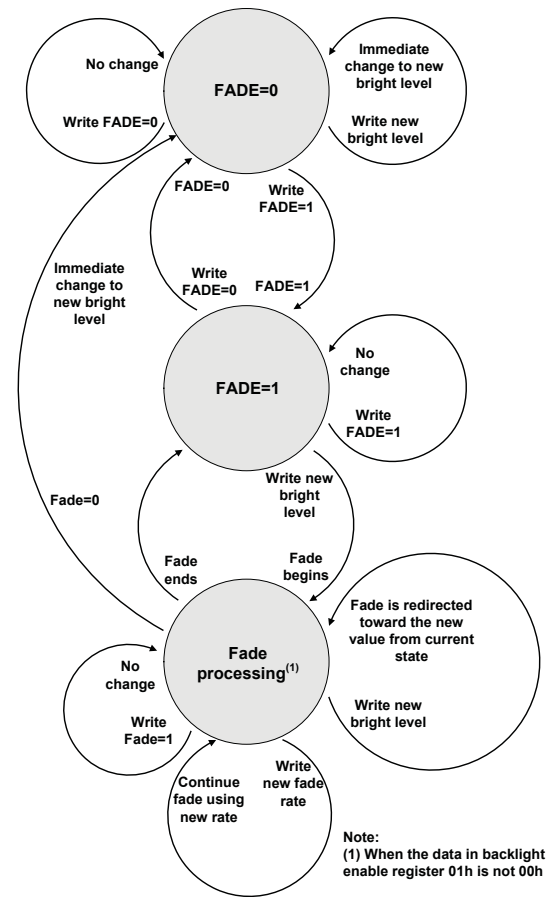 No change
Write FADE=0
FADE=0
Immediate
change to new
bright level
Write new
bright level
FADE=0
Write
FADE=1
Immediate
change to
new bright
level
Write
FADE=0
FADE=1
FADE=1
No
change
Write
FADE=1
Write new
bright
level
Fade=0
Fade
ends
Fade
begins
Fade
processing(1)
Fade is redirected
toward the new
value from current
state
Write new
bright level
No
change
Write
Fade=1
Continue
fade using
new rate
Write
new fade
rate
Note:
(1) When the data in backlight
enable register 01h is not 00h